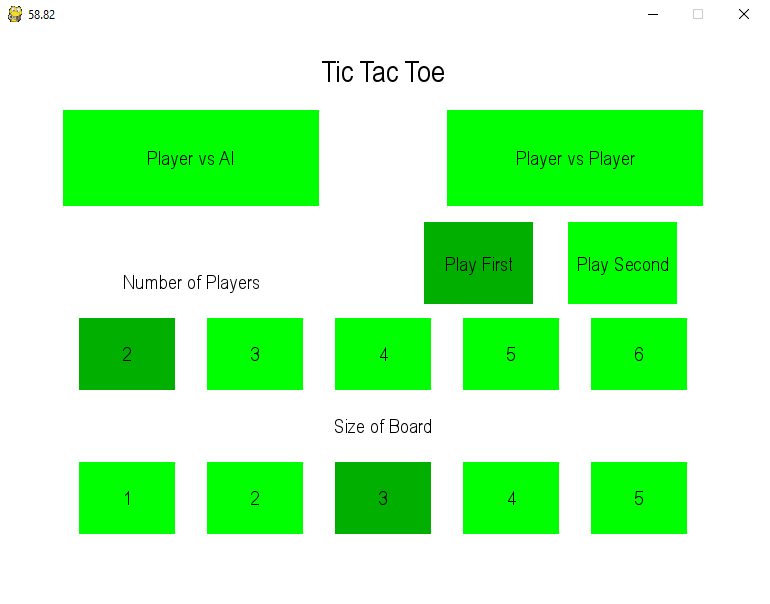 58.82
Tic Tac Toe
Player vs AI
Player vs Player
Play First
Play Second
Number of Players
2
3
4
5
6
Size of Board
1
2
3
4
5